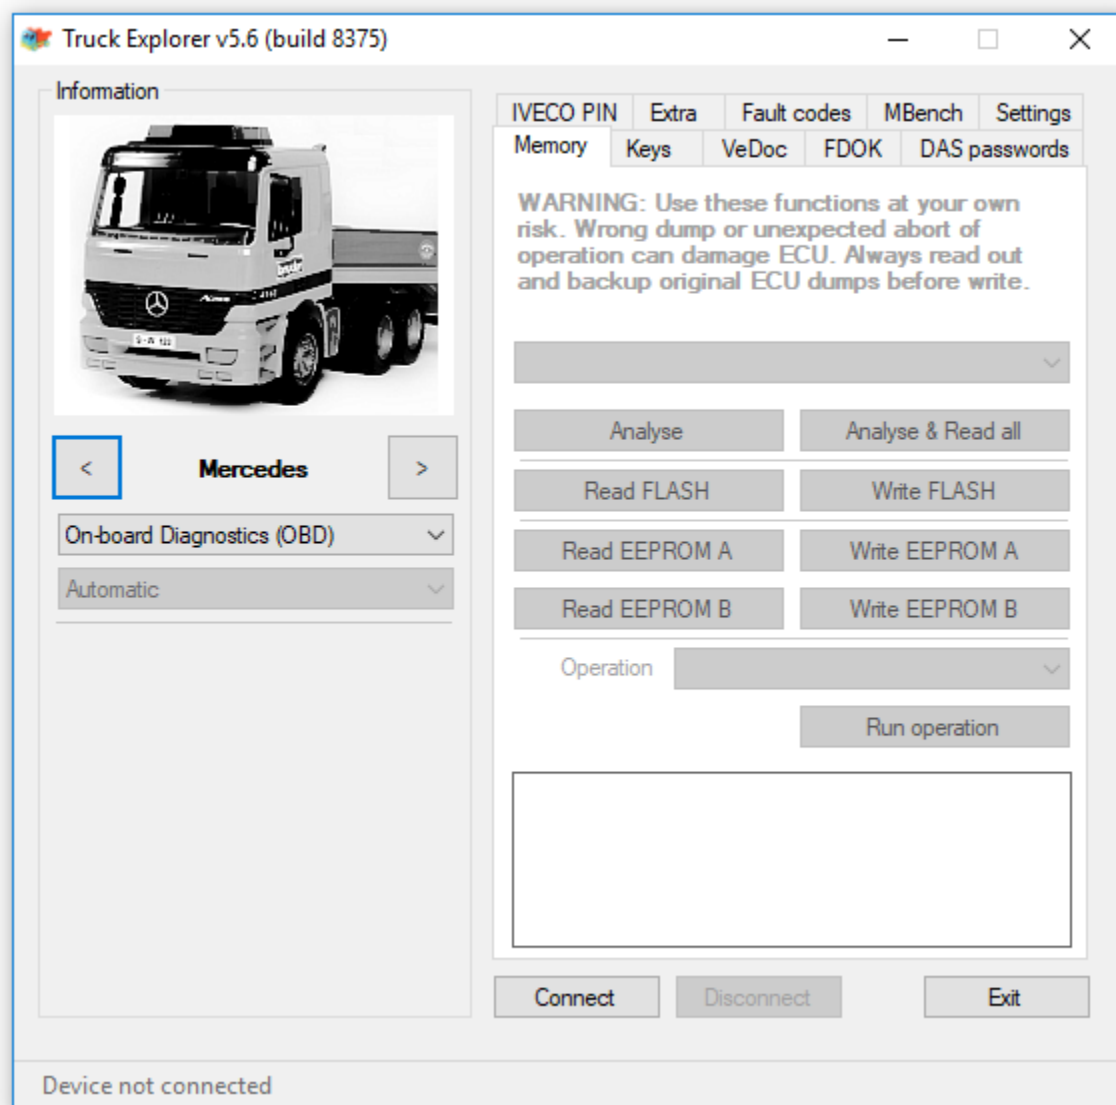 Truck Explorer v5.6 (build 8375)
Information
IVECO PIN Extra Fault codes MBench Settings
Memory Keys VeDoc FDOK DAS passwords
WARNING: Use these functions at your own
risk. Wrong dump or unexpected abort of
operation can damage ECU. Always read out
and backup original ECU dumps before write.
Analyse Analyse & Read all
< Mercedes >
Read FLASH Write FLASH
On-board Diagnostics (OBD)
Read EEPROM A Write EEPROM A
Automatic
Read EEPROM B Write EEPROM B
Operation
Run operation
Connect Disconnect Exit
Device not connected